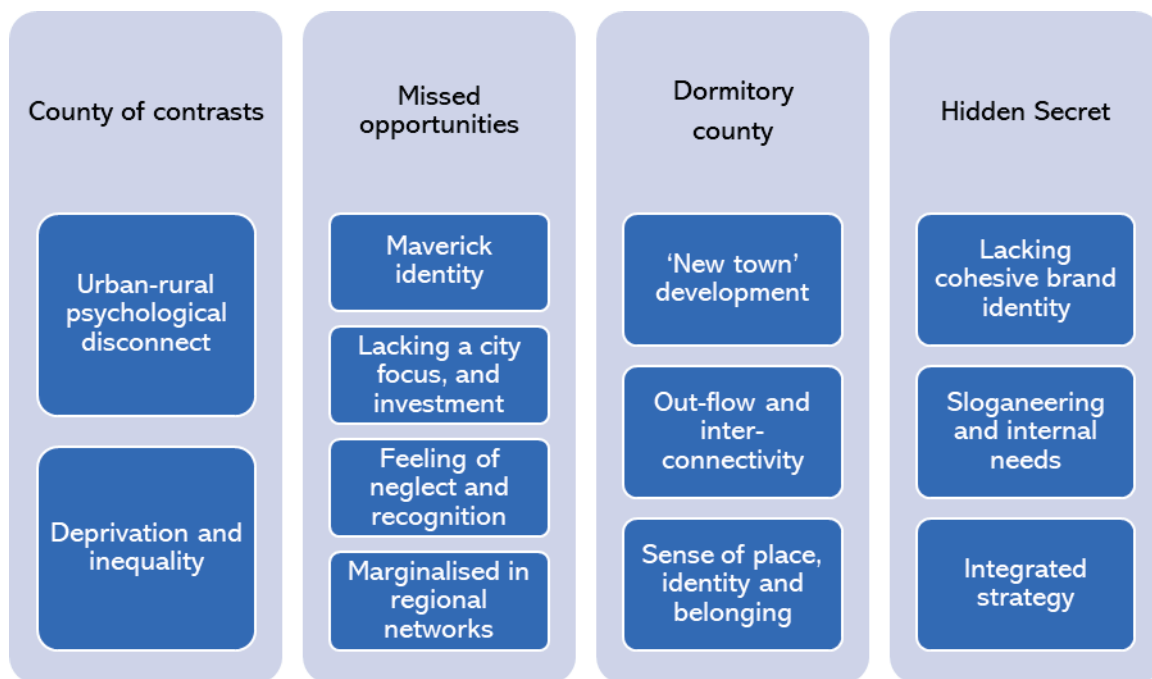 County of contrasts
Urban-rural
psychological
disconnect
Deprivation and
inequality
Missed
opportunities
Maverick
identity
Lacking a city
focus, and
investment
Feeling of
neglect and
recognition
Marginalised in
regional
networks
Dormitory
county
‘New town’
development
Out-flow and
inter-
connectivity
Sense of place,
identity and
belonging
Hidden Secret
Lacking
cohesive brand
identity
Sloganeering
and internal
needs
Integrated
strategy